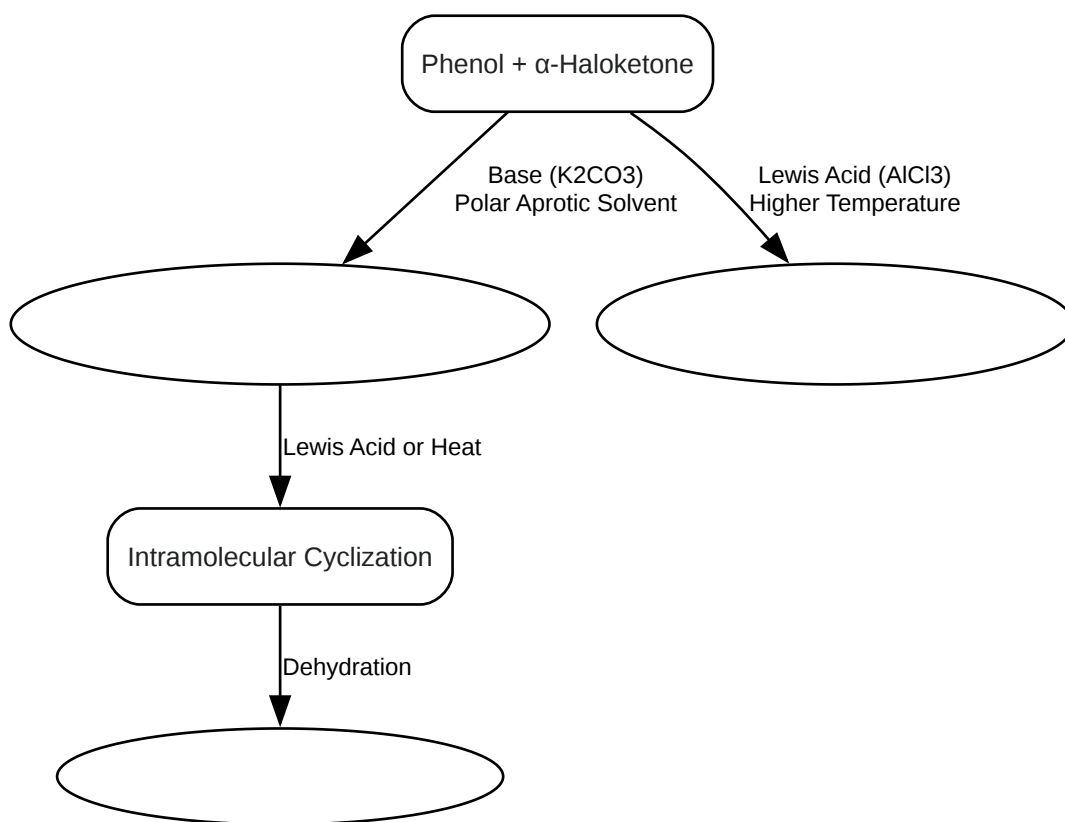 Phenol + α-Haloketone
Base (K2CO3)
Polar Aprotic Solvent
Lewis Acid (AlCl3)
Higher Temperature
Lewis Acid or Heat
Intramolecular Cyclization
Dehydration